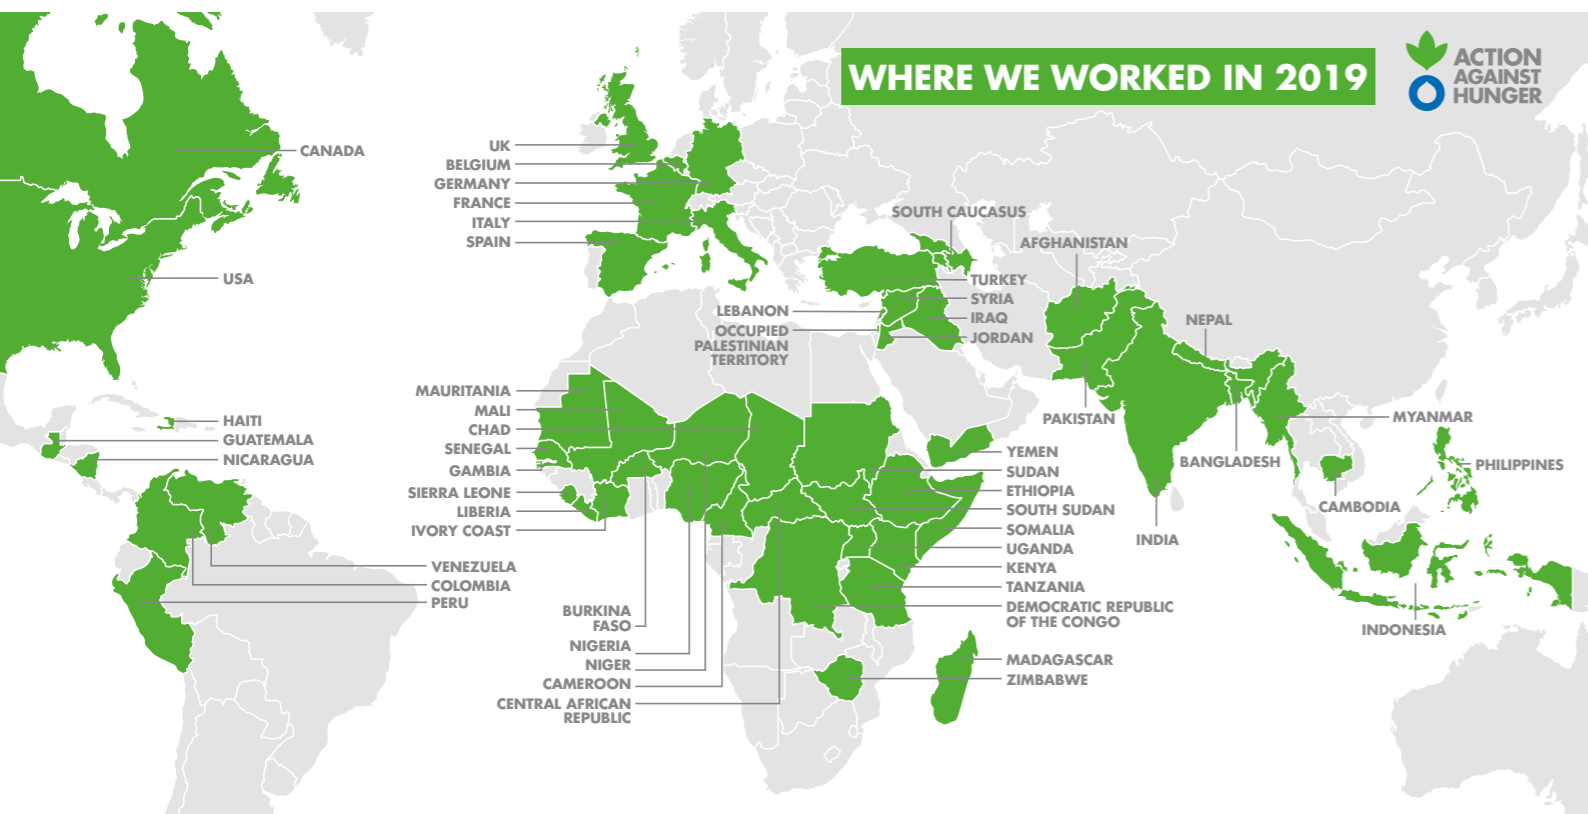 WHERE WE WORKED IN 2019
ACTION
AGAINST
HUNGER
CANADA
USA
HAITI
GUATEMALA
NICARAGUA
VENEZUELA
COLOMBIA
PERU
UK
BELGIUM
GERMANY
FRANCE
ITALY
SPAIN
MAURITANIA
MALI
CHAD
SENEGAL
GAMBIA
SIERRA LEONE
LIBERIA
IVORY COAST
BURKINA
FASO
NIGERIA
NIGER
CAMEROON
CENTRAL AFRICAN
REPUBLIC
SOUTH CAUCASUS
TURKEY
SYRIA
IRAQ
JORDAN
LEBANON
OCCUPIED
PALESTINIAN
TERRITORY
YEMEN
SUDAN
ETHIOPIA
SOUTH SUDAN
SOMALIA
UGANDA
KENYA
TANZANIA
DEMOCRATIC REPUBLIC
OF THE CONGO
MADAGASCAR
ZIMBABWE
AFGHANISTAN
NEPAL
PAKISTAN
BANGLADESH
INDIA
MYANMAR
PHILIPPINES
CAMBODIA
INDONESIA